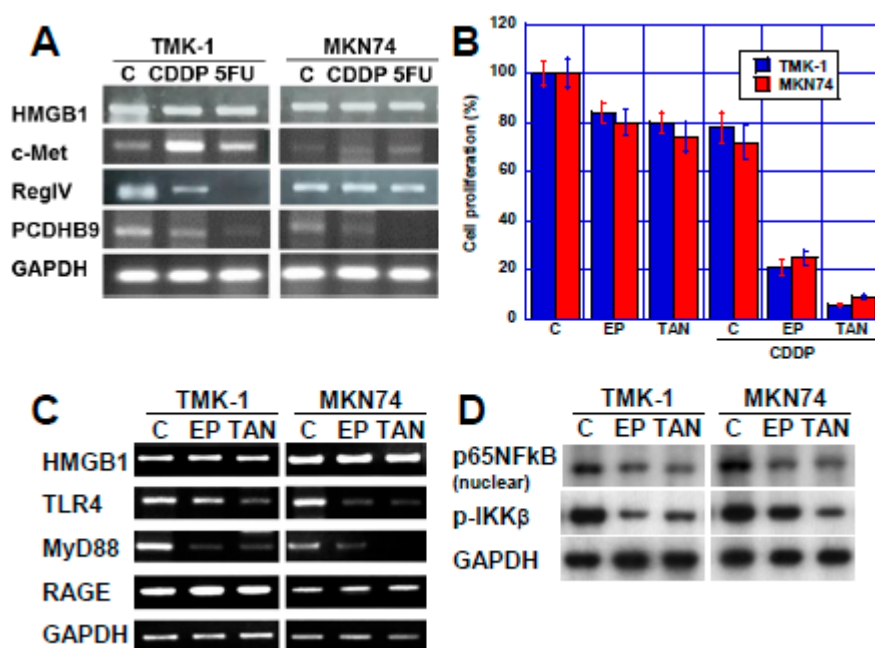 A
TMK-1 MKN74
C CDDP 5FU C CDDP 5FU
HMGB1
c-Met
RegIV
PCDHB9
GAPDH
B
Cell proliferation (%)
120
100
80
60
40
20
0
TMK-1
MKN74
C EP TAN C EP TAN
CDDP
C
TMK-1 MKN74
C EP TAN C EP TAN
HMGB1
TLR4
MyD88
RAGE
GAPDH
D
TMK-1 MKN74
C EP TAN C EP TAN
p65NFkB
(nuclear)
p-IKKβ
GAPDH